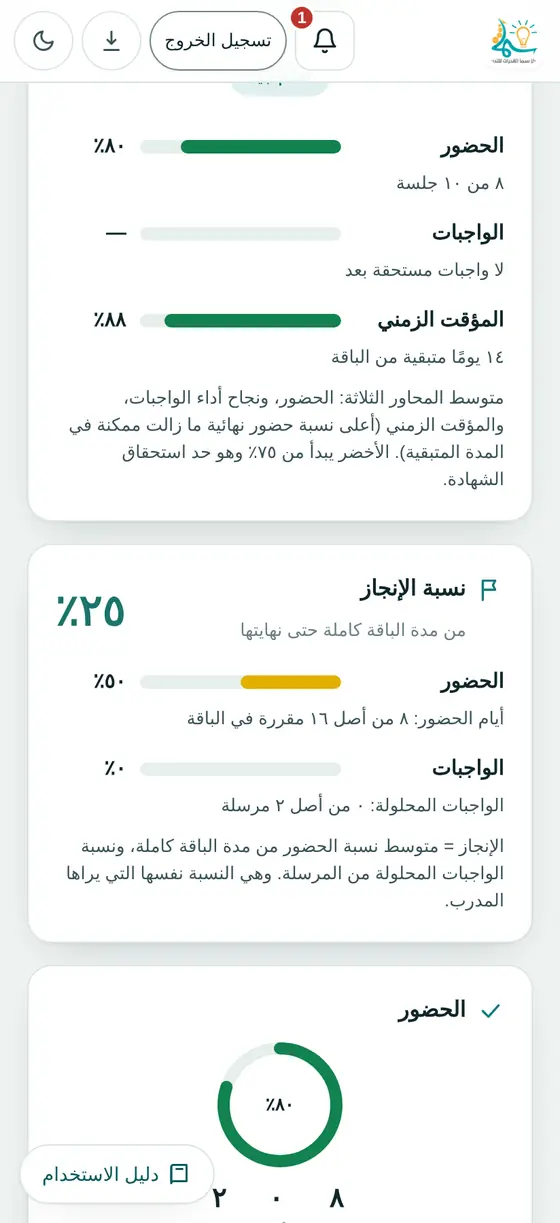 1
تسجيل الخروج
الحضور
٪٨٠
٨ من ١٠ جلسة
الواجبات
—
لا واجبات مستحقة بعد
المؤقت الزمني
٪٨٨
١٤ يومًا متبقية من الباقة
متوسط المحاور الثلاثة: الحضور، ونجاح أداء الواجبات،
والمؤقت الزمني (أعلى نسبة حضور نهائية ما زالت ممكنة في
المدة المتبقية). الأخضر يبدأ من ٧٥٪ وهو حد استحقاق
الشهادة.
نسبة الإنجاز
٪٢٥
من مدة الباقة كاملة حتى نهايتها
الحضور
٪٥٠
أيام الحضور: ٨ من أصل ١٦ مقررة في الباقة
الواجبات
٪٠
الواجبات المحلولة: ٠ من أصل ٢ مرسلة
الإنجاز = متوسط نسبة الحضور من مدة الباقة كاملة، ونسبة
الواجبات المحلولة من المرسلة. وهي النسبة نفسها التي يراها
المدرب.
الحضور
٪٨٠
٨ ٠ ٢
دليل الاستخدام